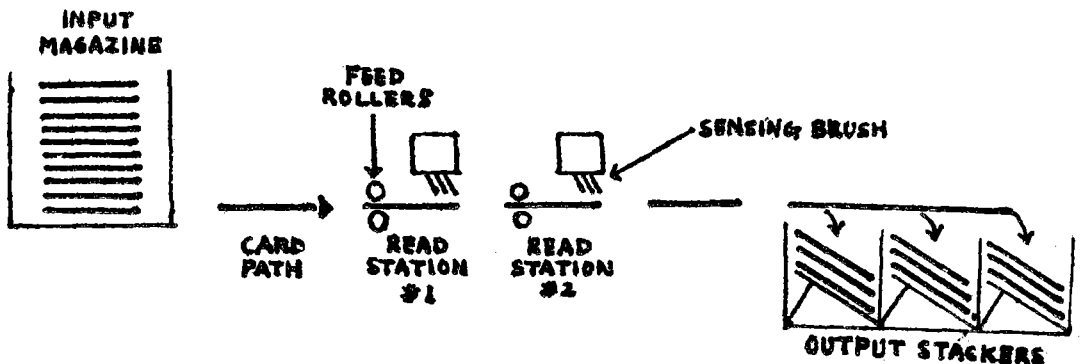 INPUT
MAGAZINE
FEED
ROLLERS
SENSING BRUSH
CARD
PATH
READ
STATION
#1
READ
STATION
#2
OUTPUT STACKERS